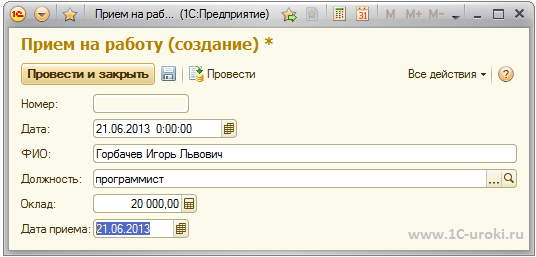 1С Прием на раб... (1С:Предприятие) 31 M M+ M-
Прием на работу (создание) *
Провести и закрыть Провести Все действия ?
Номер:
Дата: 21.06.2013 0:00:00
ФИО: Горбачев Игорь Львович
Должность: программист ...
Оклад: 20 000,00
Дата приема: 21.06.2013
www.1C-uroki.ru